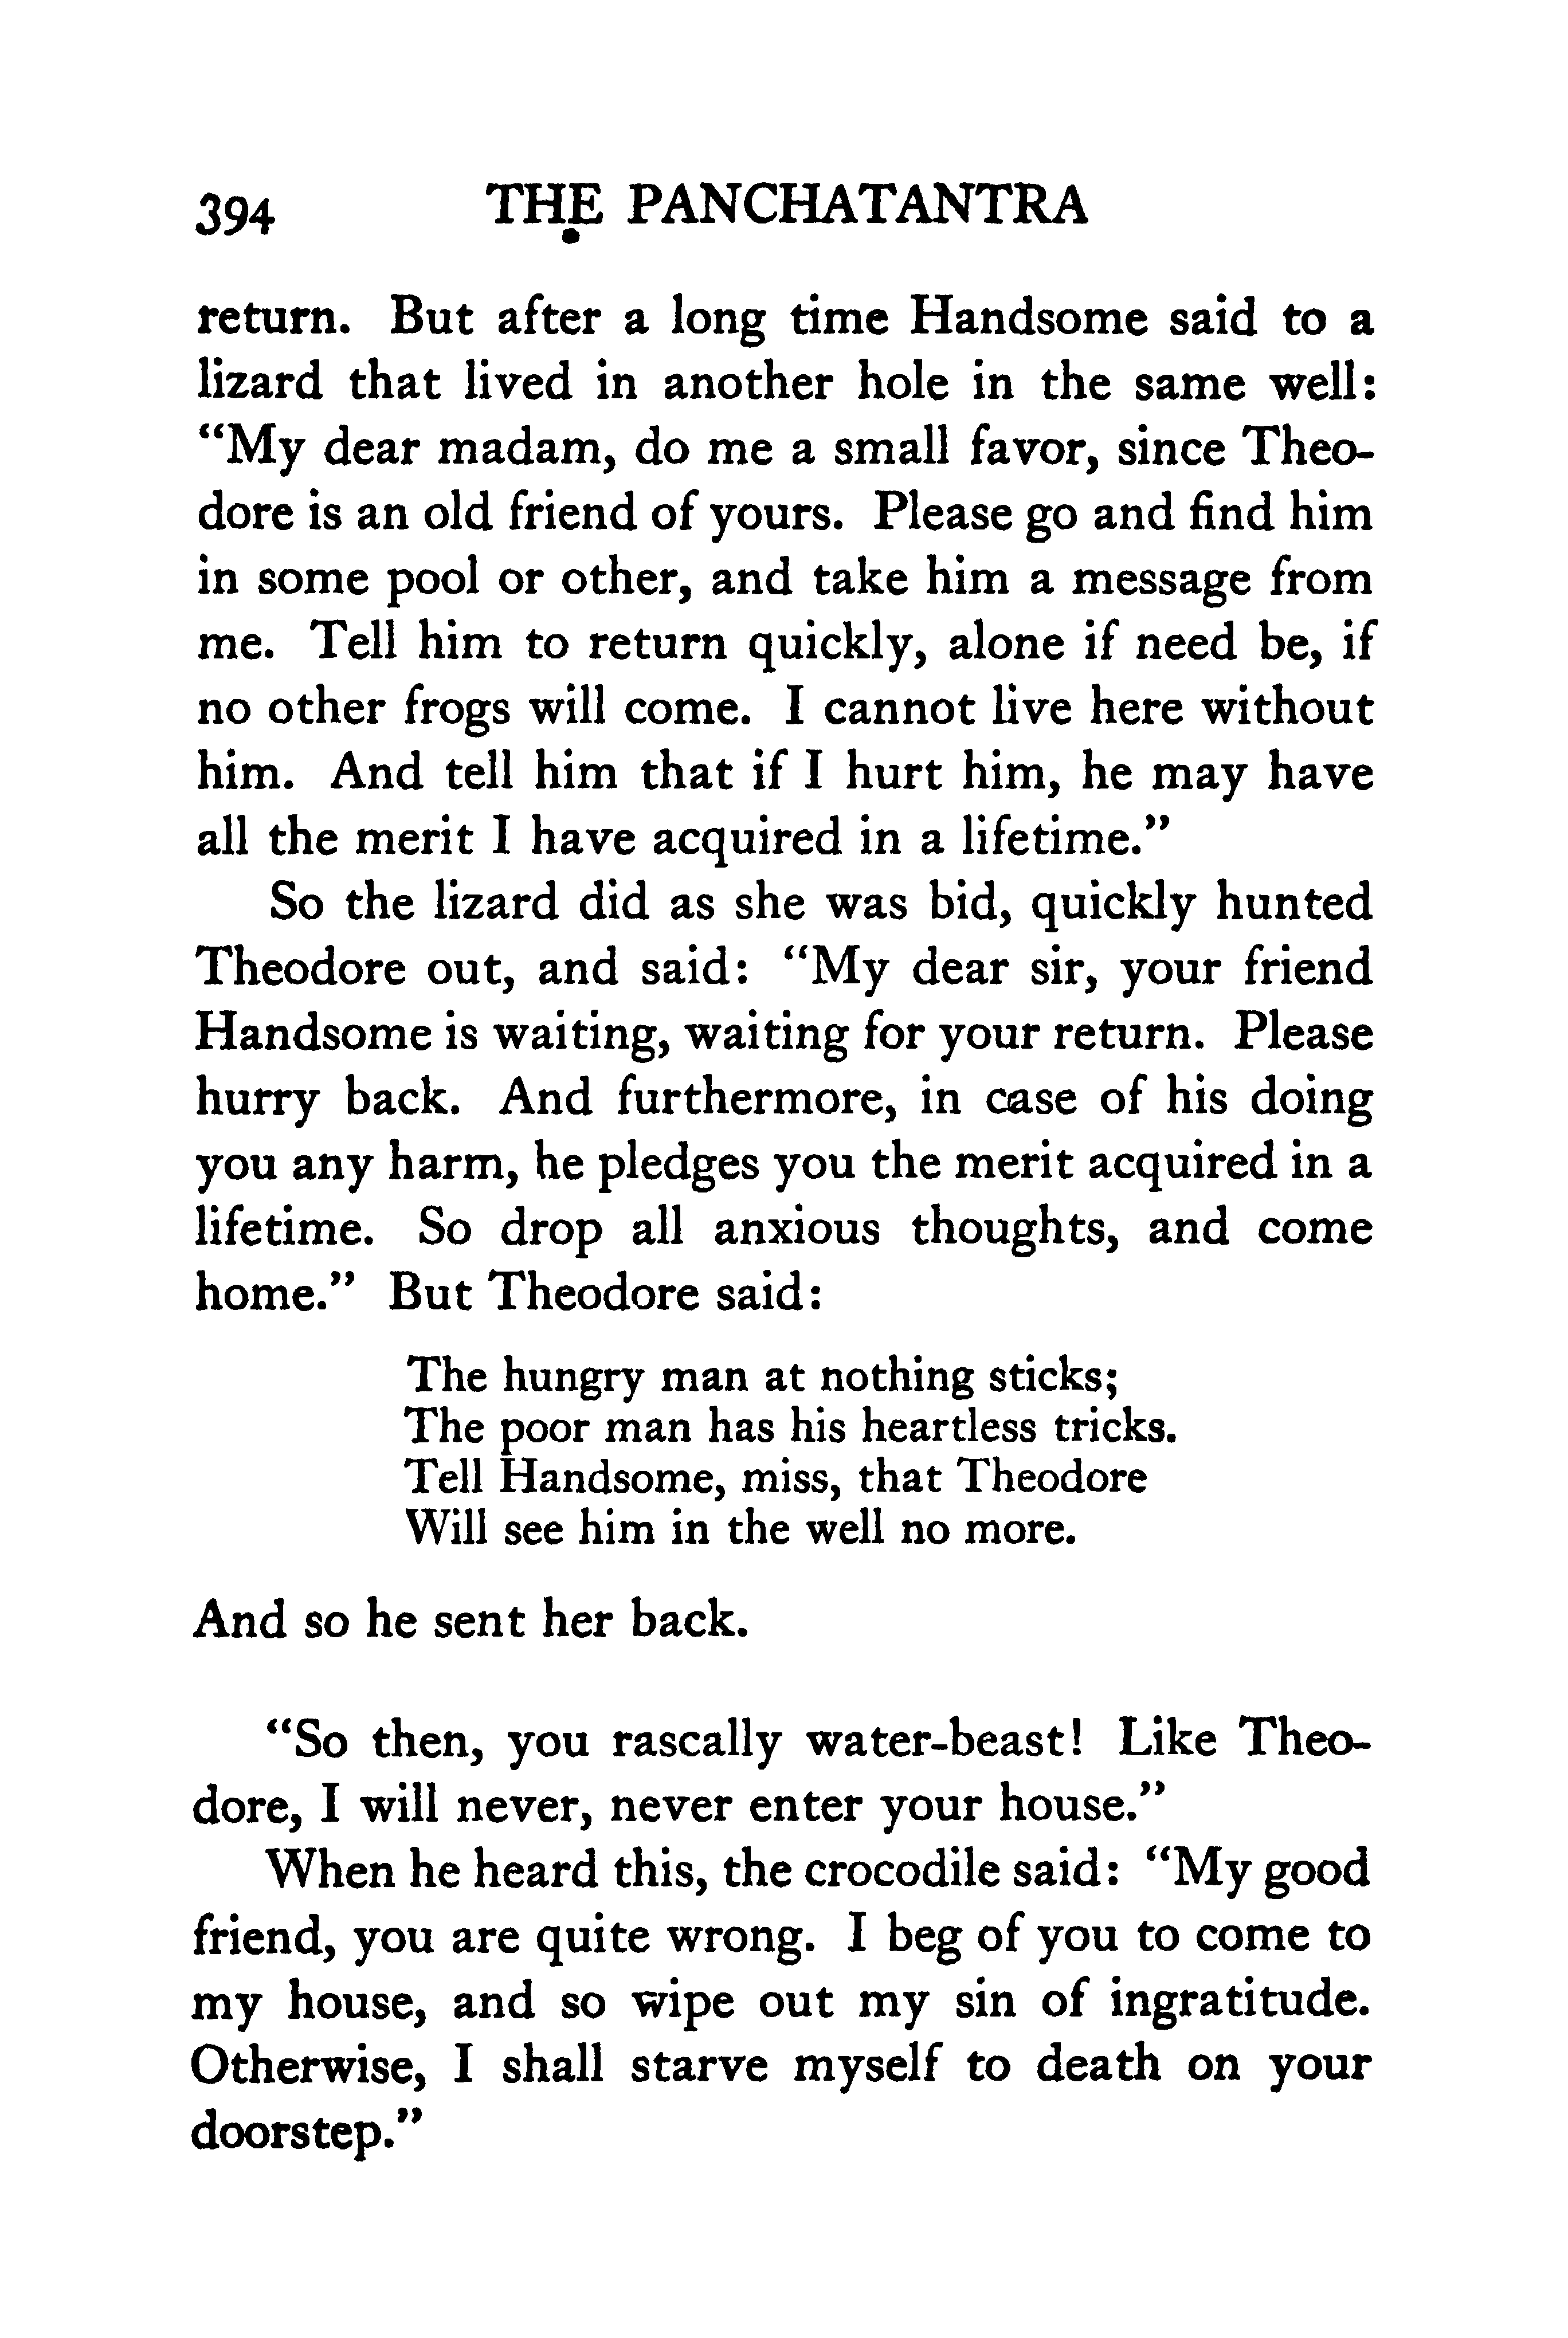 394 THE PANCHATANTRA
return. But after a long time Handsome said to a
lizard that lived in another hole in the same well:
“My dear madam, do me a small favor, since Theo-
dore is an old friend of yours. Please go and find him
in some pool or other, and take him a message from
me. Tell him to return quickly, alone if need be, if
no other frogs will come. I cannot live here without
him. And tell him that if I hurt him, he may have
all the merit I have acquired in a lifetime.”
So the lizard did as she was bid, quickly hunted
Theodore out, and said: “My dear sir, your friend
Handsome is waiting, waiting for your return. Please
hurry back. And furthermore, in case of his doing
you any harm, he pledges you the merit acquired in a
lifetime. So drop all anxious thoughts, and come
home.” But Theodore said:
The hungry man at nothing sticks;
The poor man has his heartless tricks.
Tell Handsome, miss, that Theodore
Will see him in the well no more.
And so he sent her back.
“So then, you rascally water-beast! Like Theo-
dore, I will never, never enter your house.”
When he heard this, the crocodile said: “My good
friend, you are quite wrong. I beg of you to come to
my house, and so wipe out my sin of ingratitude.
Otherwise, I shall starve myself to death on your
doorstep.”